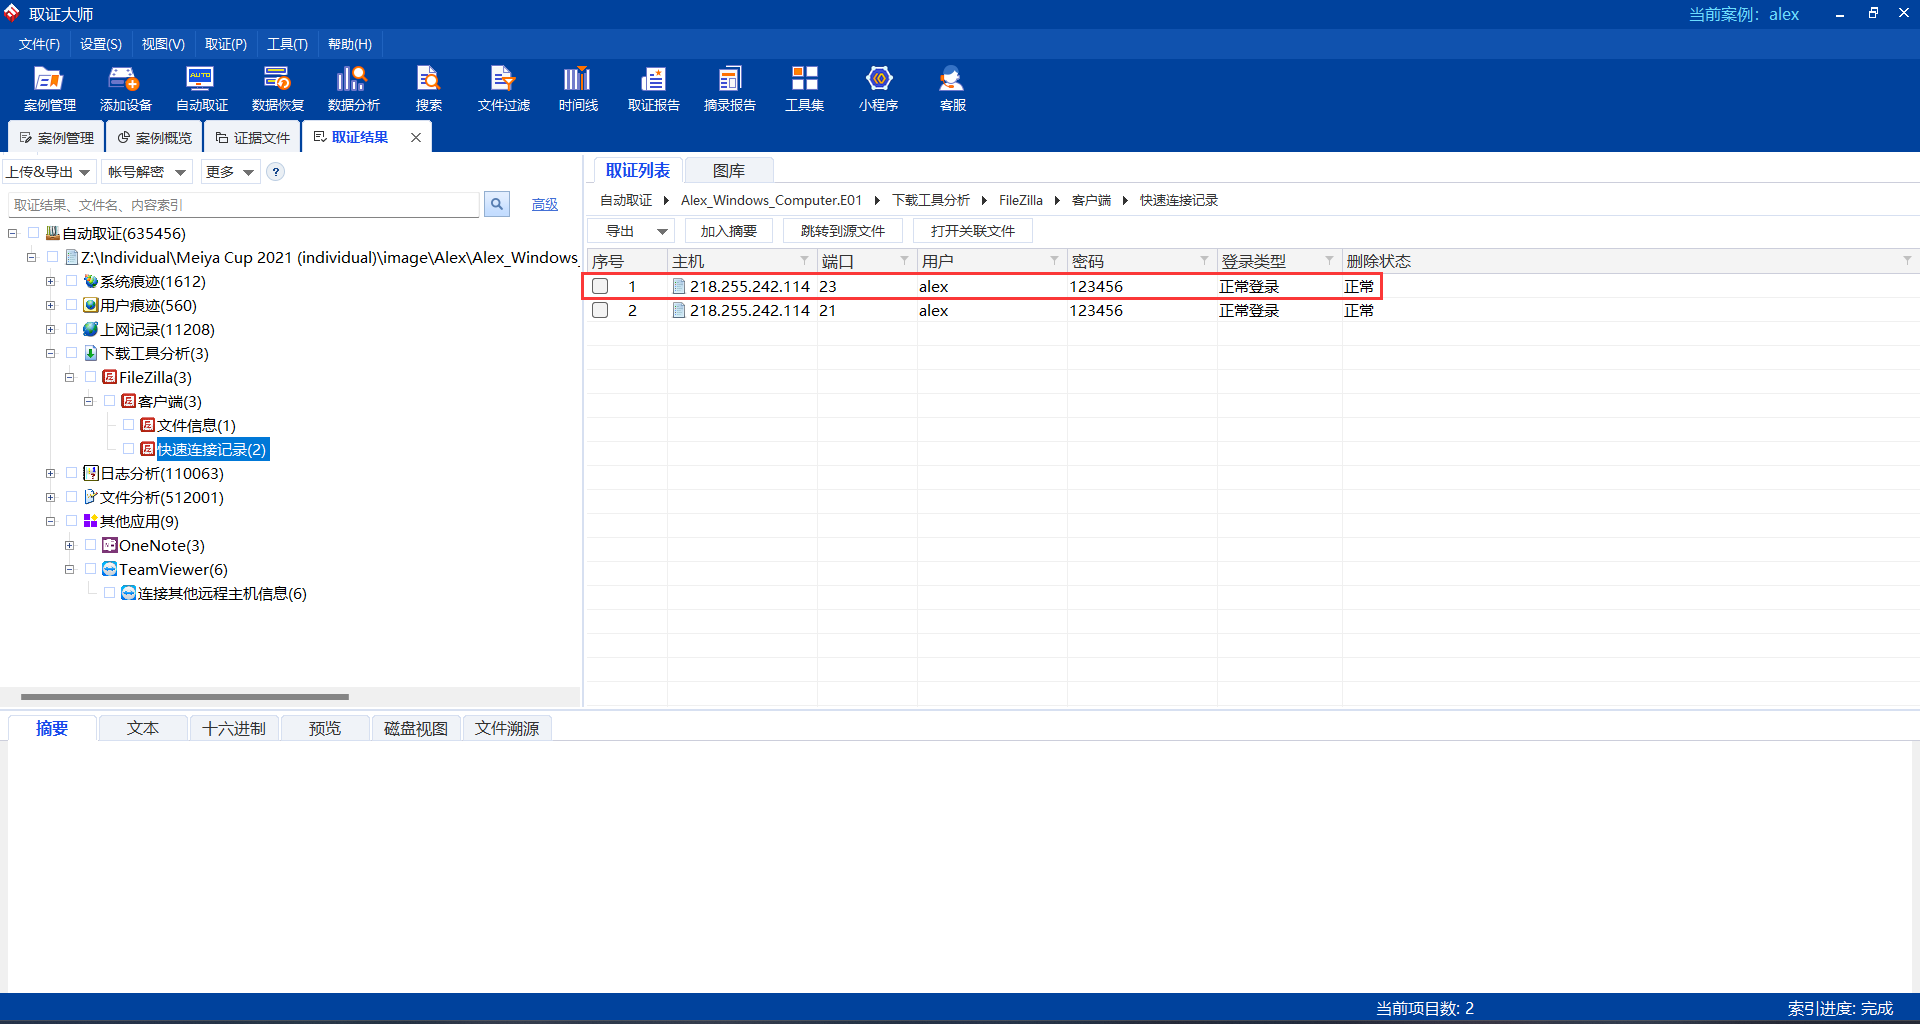 取证大师
当前案例：alex
文件(F) 设置(S) 视图(V) 取证(P) 工具(T) 帮助(H)
案例管理 添加设备 自动取证 数据恢复 数据分析 搜索 文件过滤 时间线 取证报告 摘录报告 工具集 小程序 客服
案例管理 案例概览 证据文件 取证结果
上传&导出 帐号解密 更多 ?
取证结果、文件名、内容索引 高级
自动取证(635456)
Z:\Individual\Meiya Cup 2021 (individual)\image\Alex\Alex_Windows_
系统痕迹(1612)
用户痕迹(560)
上网记录(11208)
下载工具分析(3)
FileZilla(3)
客户端(3)
文件信息(1)
快速连接记录(2)
日志分析(110063)
文件分析(512001)
其他应用(9)
OneNote(3)
TeamViewer(6)
连接其他远程主机信息(6)
取证列表 图库
自动取证 Alex_Windows_Computer.E01 下载工具分析 FileZilla 客户端 快速连接记录
导出 加入摘要 跳转到源文件 打开关联文件
序号 主机 端口 用户 密码 登录类型 删除状态
1 218.255.242.114 23 alex 123456 正常登录 正常
2 218.255.242.114 21 alex 123456 正常登录 正常
摘要 文本 十六进制 预览 磁盘视图 文件溯源
当前项目数: 2
索引进度: 完成